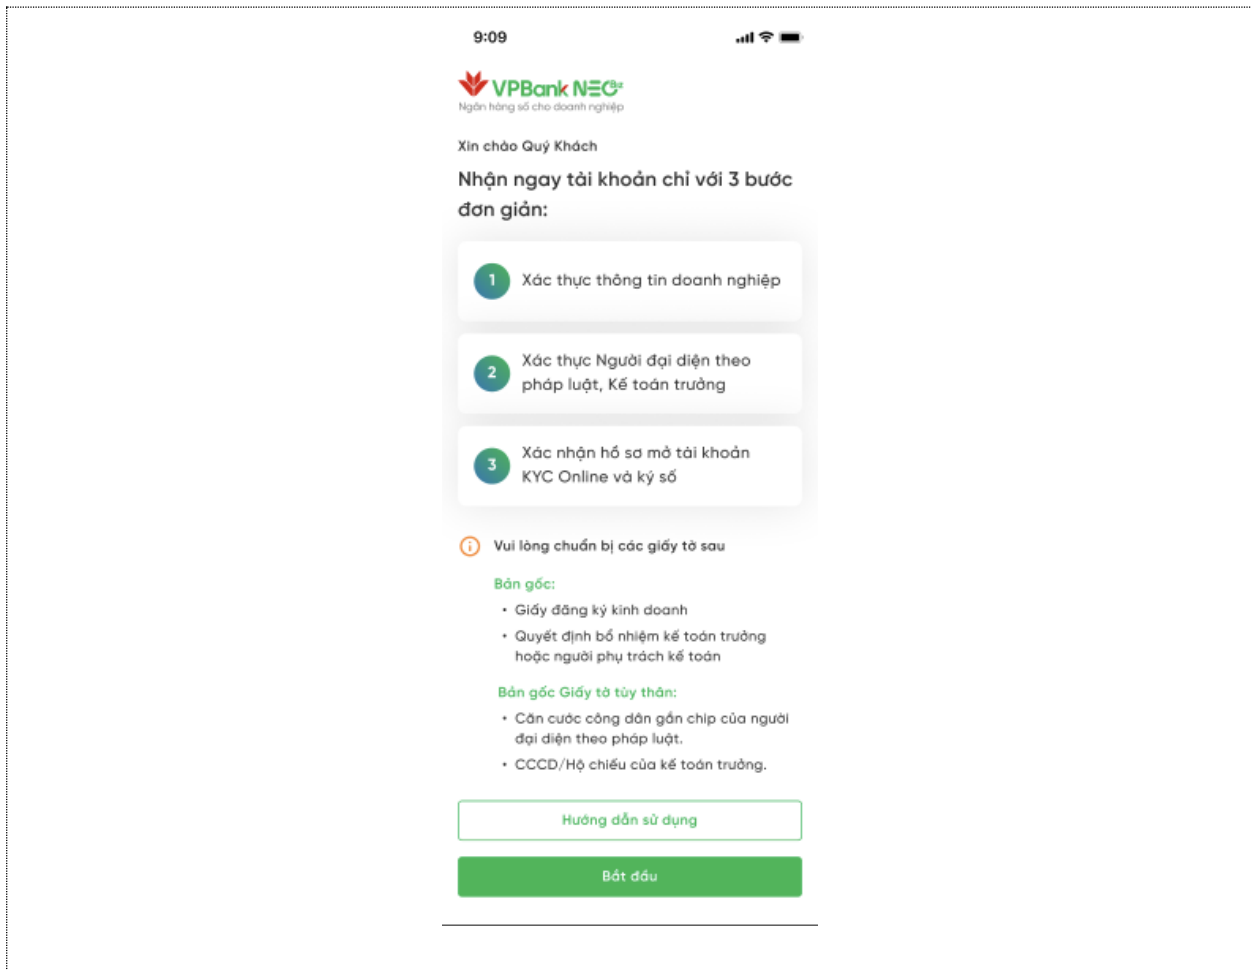 9:09
VPBank NEOBiz
Ngân hàng số cho doanh nghiệp
Xin chào Quý Khách
Nhận ngay tài khoản chỉ với 3 bước
đơn giản:
1 Xác thực thông tin doanh nghiệp
2 Xác thực Người đại diện theo
pháp luật, Kế toán trưởng
3 Xác nhận hồ sơ mở tài khoản
KYC Online và ký số
Vui lòng chuẩn bị các giấy tờ sau
Bản gốc:
• Giấy đăng ký kinh doanh
• Quyết định bổ nhiệm kế toán trưởng
hoặc người phụ trách kế toán
Bản gốc Giấy tờ tùy thân:
• Căn cước công dân gắn chip của người
đại diện theo pháp luật.
• CCCD/Hộ chiếu của kế toán trưởng.
Hướng dẫn sử dụng
Bắt đầu